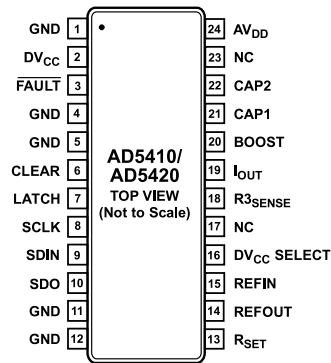 GND 1
DVCC 2
FAULT 3
GND 4
GND 5
CLEAR 6
LATCH 7
SCLK 8
SDIN 9
SDO 10
GND 11
GND 12
AD5410/
AD5420
TOP VIEW
(Not to Scale)
24 AVDD
23 NC
22 CAP2
21 CAP1
20 BOOST
19 IOUT
18 R3SENSE
17 NC
16 DVCC SELECT
15 REFIN
14 REFOUT
13 RSET